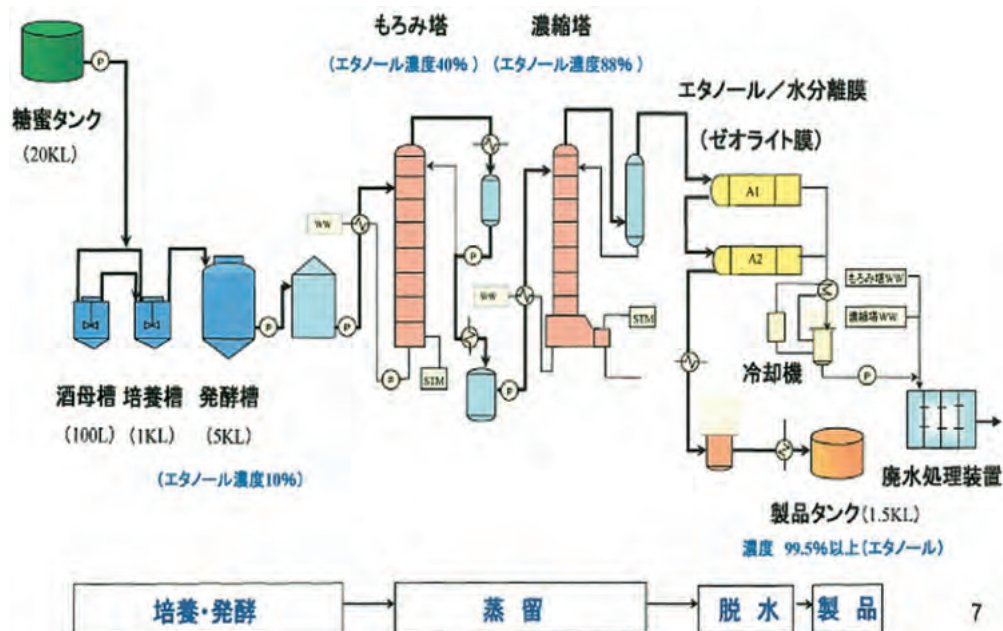 もろみ塔
濃縮塔
(エタノール濃度40%)
(エタノール濃度88%)
P
糖蜜タンク
(20KL)
エタノール/水分離膜
(ゼオライト膜)
A1
A2
WW
P
WW
もろみ塔WW
濃縮塔WW
P
P
P
P
STM
STM
冷却機
P
酒母槽
培養槽
発酵槽
(100L)
(1KL)
(5KL)
(エタノール濃度10%)
廃水処理装置
製品タンク(1.5KL)
濃度 99.5%以上(エタノール)
培養・発酵
蒸留
脱水
製品
7